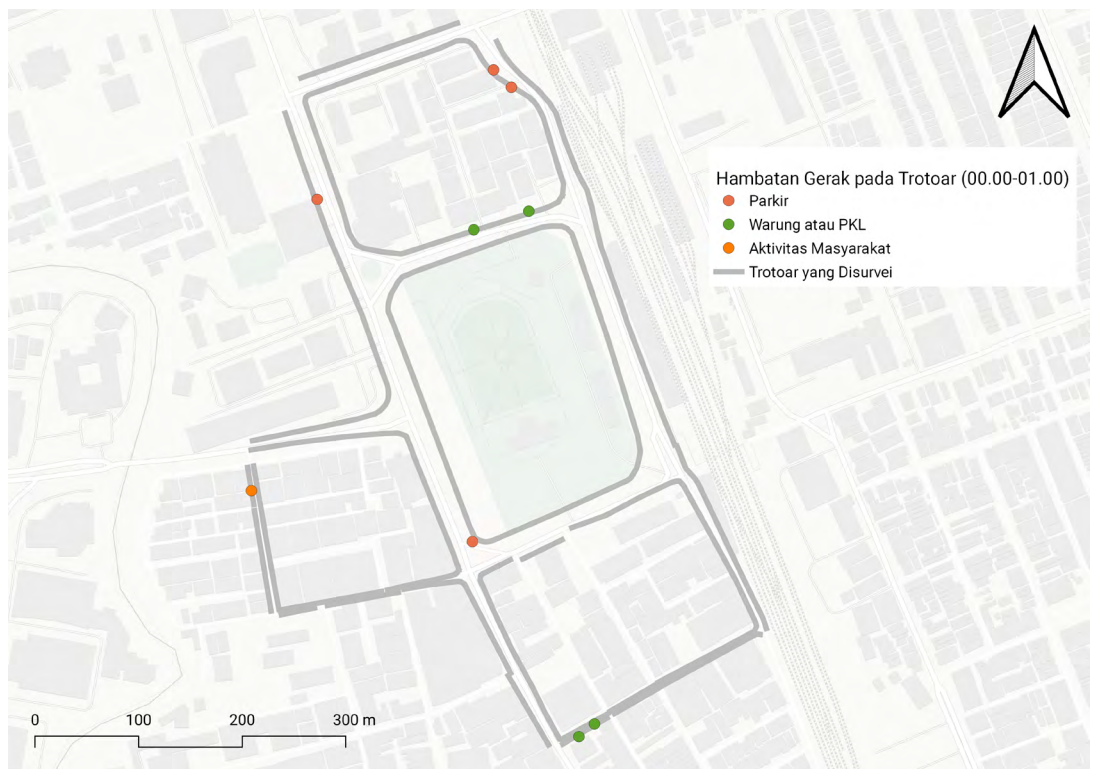 Hambatan Gerak pada Trotoar (00.00-01.00)
Parkir
Warung atau PKL
Aktivitas Masyarakat
Trotoar yang Disurvei
0 100 200 300 m